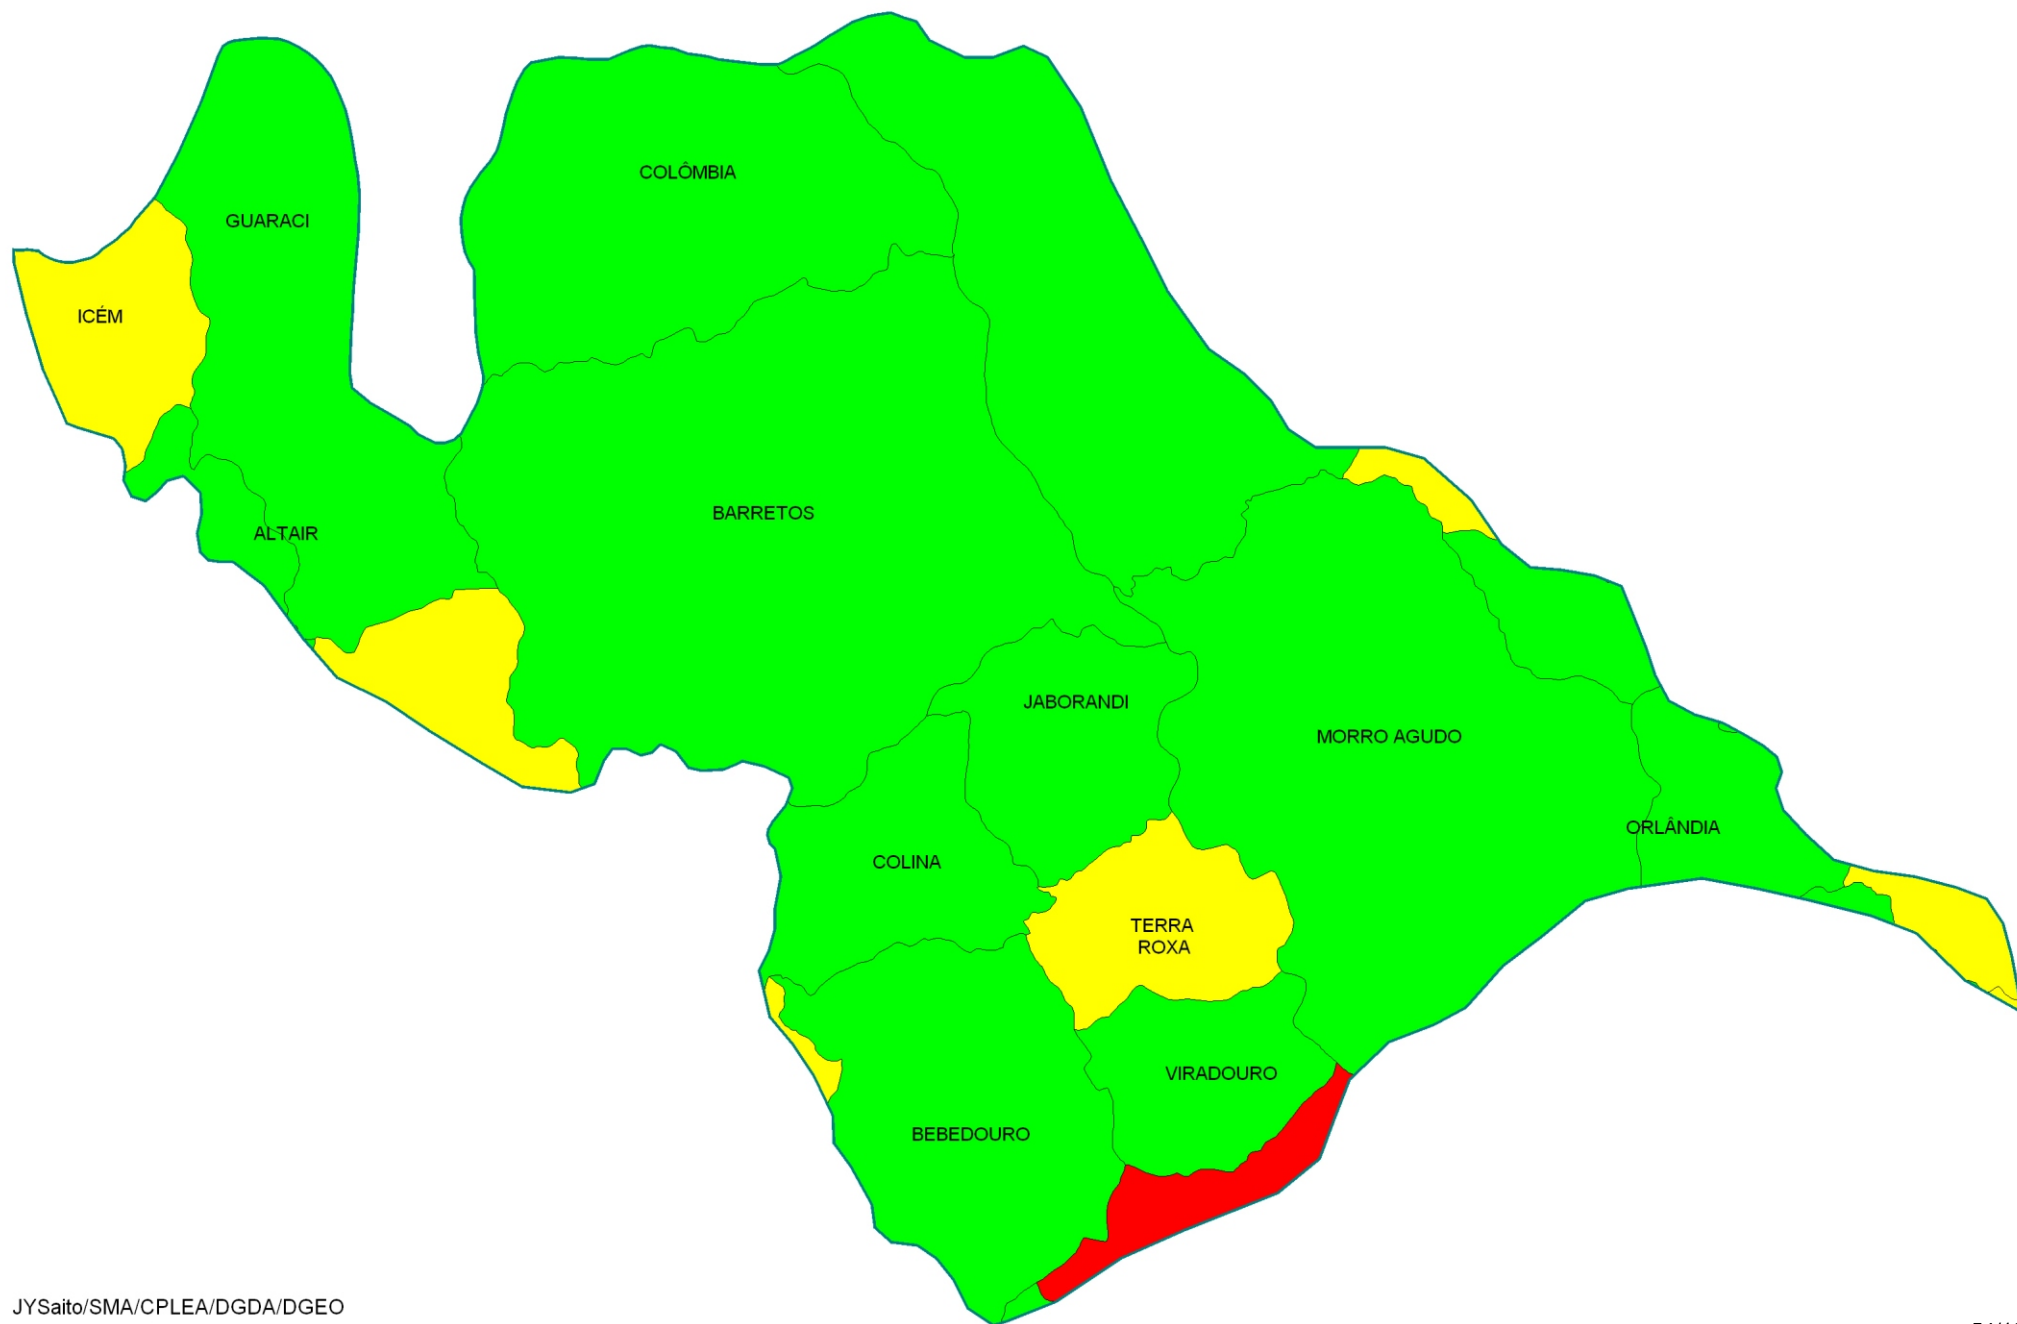 COLÔMBIA
GUARACI
ICÉM
BARRETOS
ALTAIR
JABORANDI
MORRO AGUDO
ORLÂNDIA
COLINA
TERRA
ROXA
VIRADOURO
BEBEDOURO
JYSaito/SMA/CPLEA/DGDA/DGEO